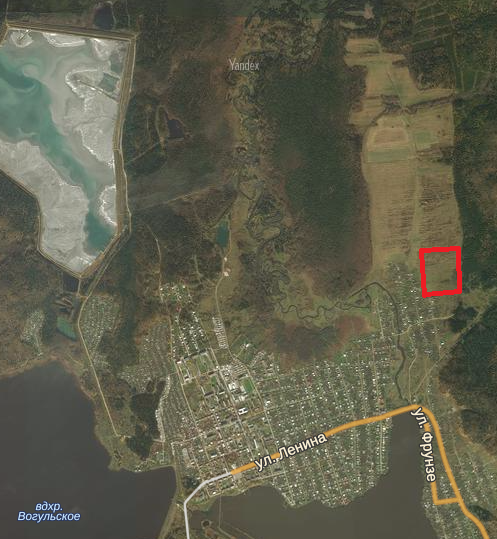 Yandex
ул. Ленина
ул. Фрунзе
вдхр.
Вогульское